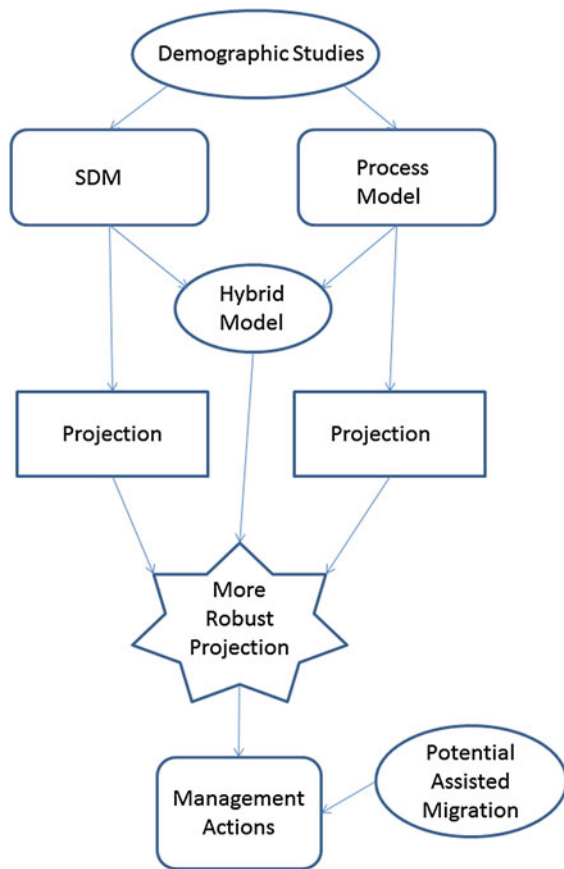 Demographic Studies
SDM
Process
Model
Hybrid
Model
Projection
Projection
More
Robust
Projection
Potential
Assisted
Migration
Management
Actions